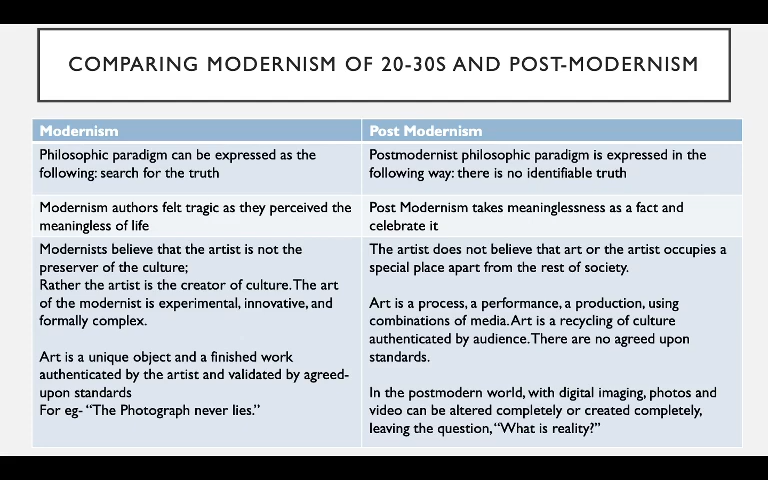 COMPARING MODERNISM OF 20-30S AND POST-MODERNISM
Modernism
Philosophic paradigm can be expressed as the
following: search for the truth
Modernism authors felt tragic as they perceived the
meaningless of life
Modernists believe that the artist is not the
preserver of the culture;
Rather the artist is the creator of culture. The art
of the modernist is experimental, innovative, and
formally complex.
Art is a unique object and a finished work
authenticated by the artist and validated by agreed-
upon standards
For eg- “The Photograph never lies.”
Post Modernism
Postmodernist philosophic paradigm is expressed in the
following way: there is no identifiable truth
Post Modernism takes meaninglessness as a fact and
celebrate it
The artist does not believe that art or the artist occupies a
special place apart from the rest of society.
Art is a process, a performance, a production, using
combinations of media. Art is a recycling of culture
authenticated by audience. There are no agreed upon
standards.
In the postmodern world, with digital imaging, photos and
video can be altered completely or created completely,
leaving the question, “What is reality?”